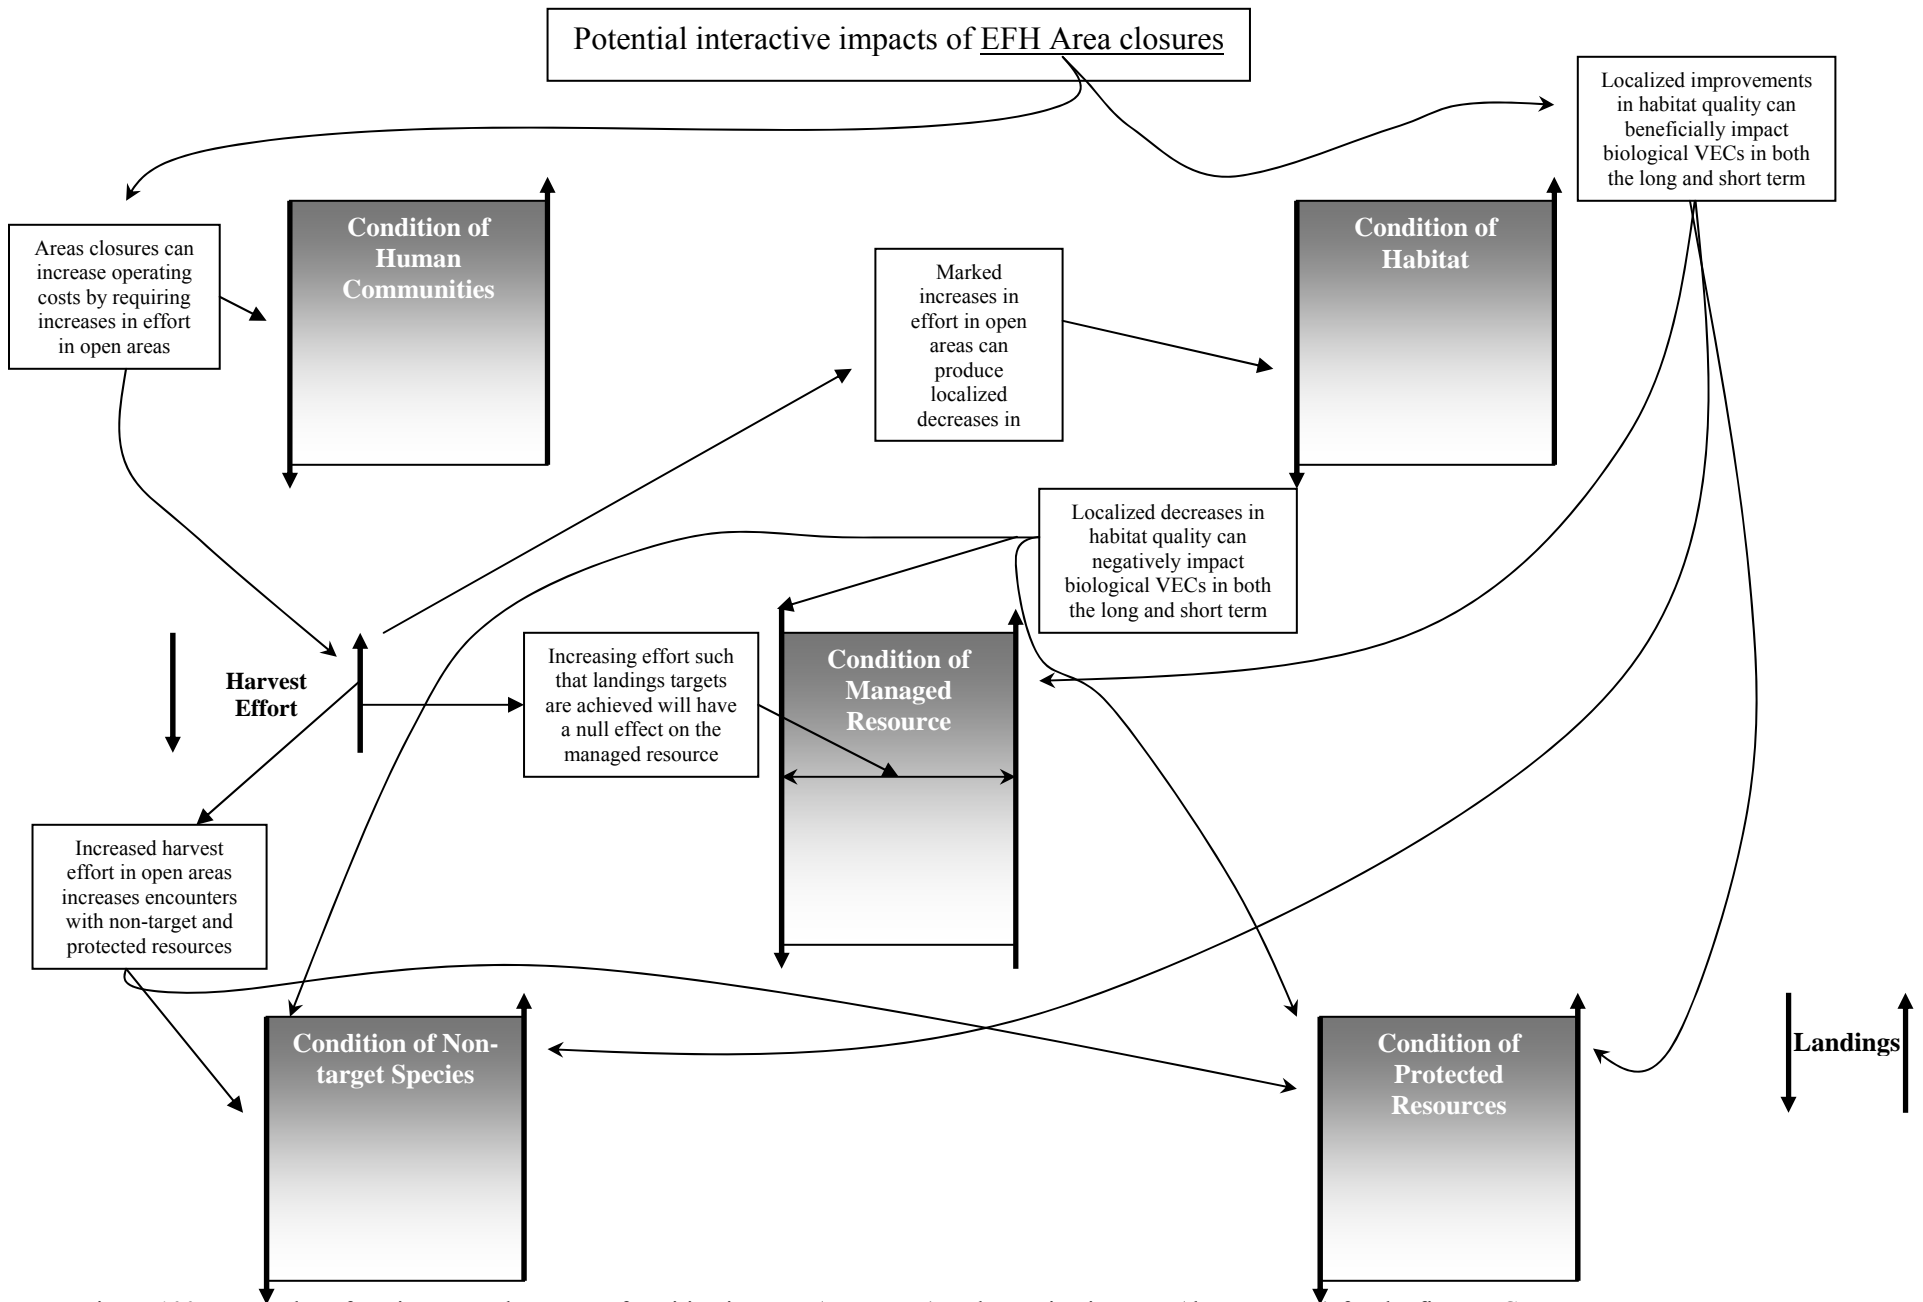 Potential interactive impacts of EFH Area closures
Localized improvements
in habitat quality can
beneficially impact
biological VECs in both
the long and short term
Areas closures can
increase operating
costs by requiring
increases in effort
in open areas
Condition of
Human
Communities
Marked
increases in
effort in open
areas can
produce
localized
decreases in
Condition of
Habitat
Localized decreases in
habitat quality can
negatively impact
biological VECs in both
the long and short term
Harvest
Effort
Increasing effort such
that landings targets
are achieved will have
a null effect on the
managed resource
Condition of
Managed
Resource
Increased harvest
effort in open areas
increases encounters
with non-target and
protected resources
Condition of Non-
target Species
Condition of
Protected
Resources
Landings